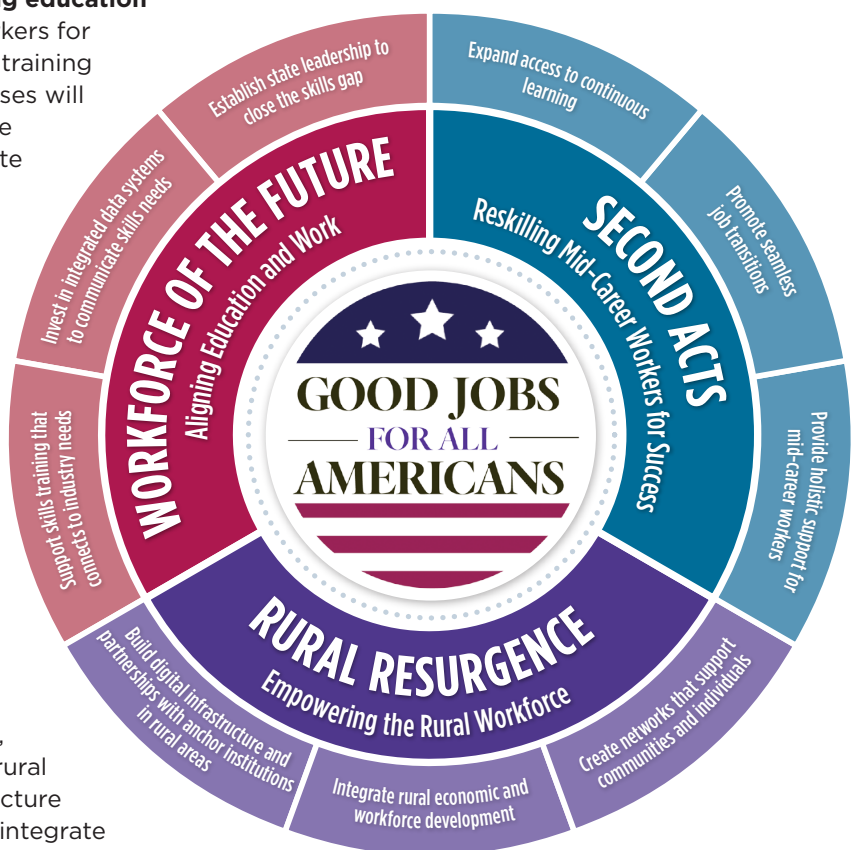 g education
kers for
training
ses will
e
te
,
rural
cture
integrate
Establish state leadership to
close the skills gap
Expand access to continuous
learning
Invest in integrated data systems
to communicate skills needs
Promote seamless
job transitions
Support skills training that
connects to industry needs
Provide holistic support for
mid-career workers
WORKFORCE OF THE FUTURE
Aligning Education and Work
SECOND ACTS
Reskilling Mid-Career Workers for Success
GOOD JOBS
FOR ALL
AMERICANS
RURAL RESURGENCE
Empowering the Rural Workforce
Build digital infrastructure and
partnerships with anchor institutions
in rural areas
Integrate rural economic and
workforce development
Create networks that support
communities and individuals